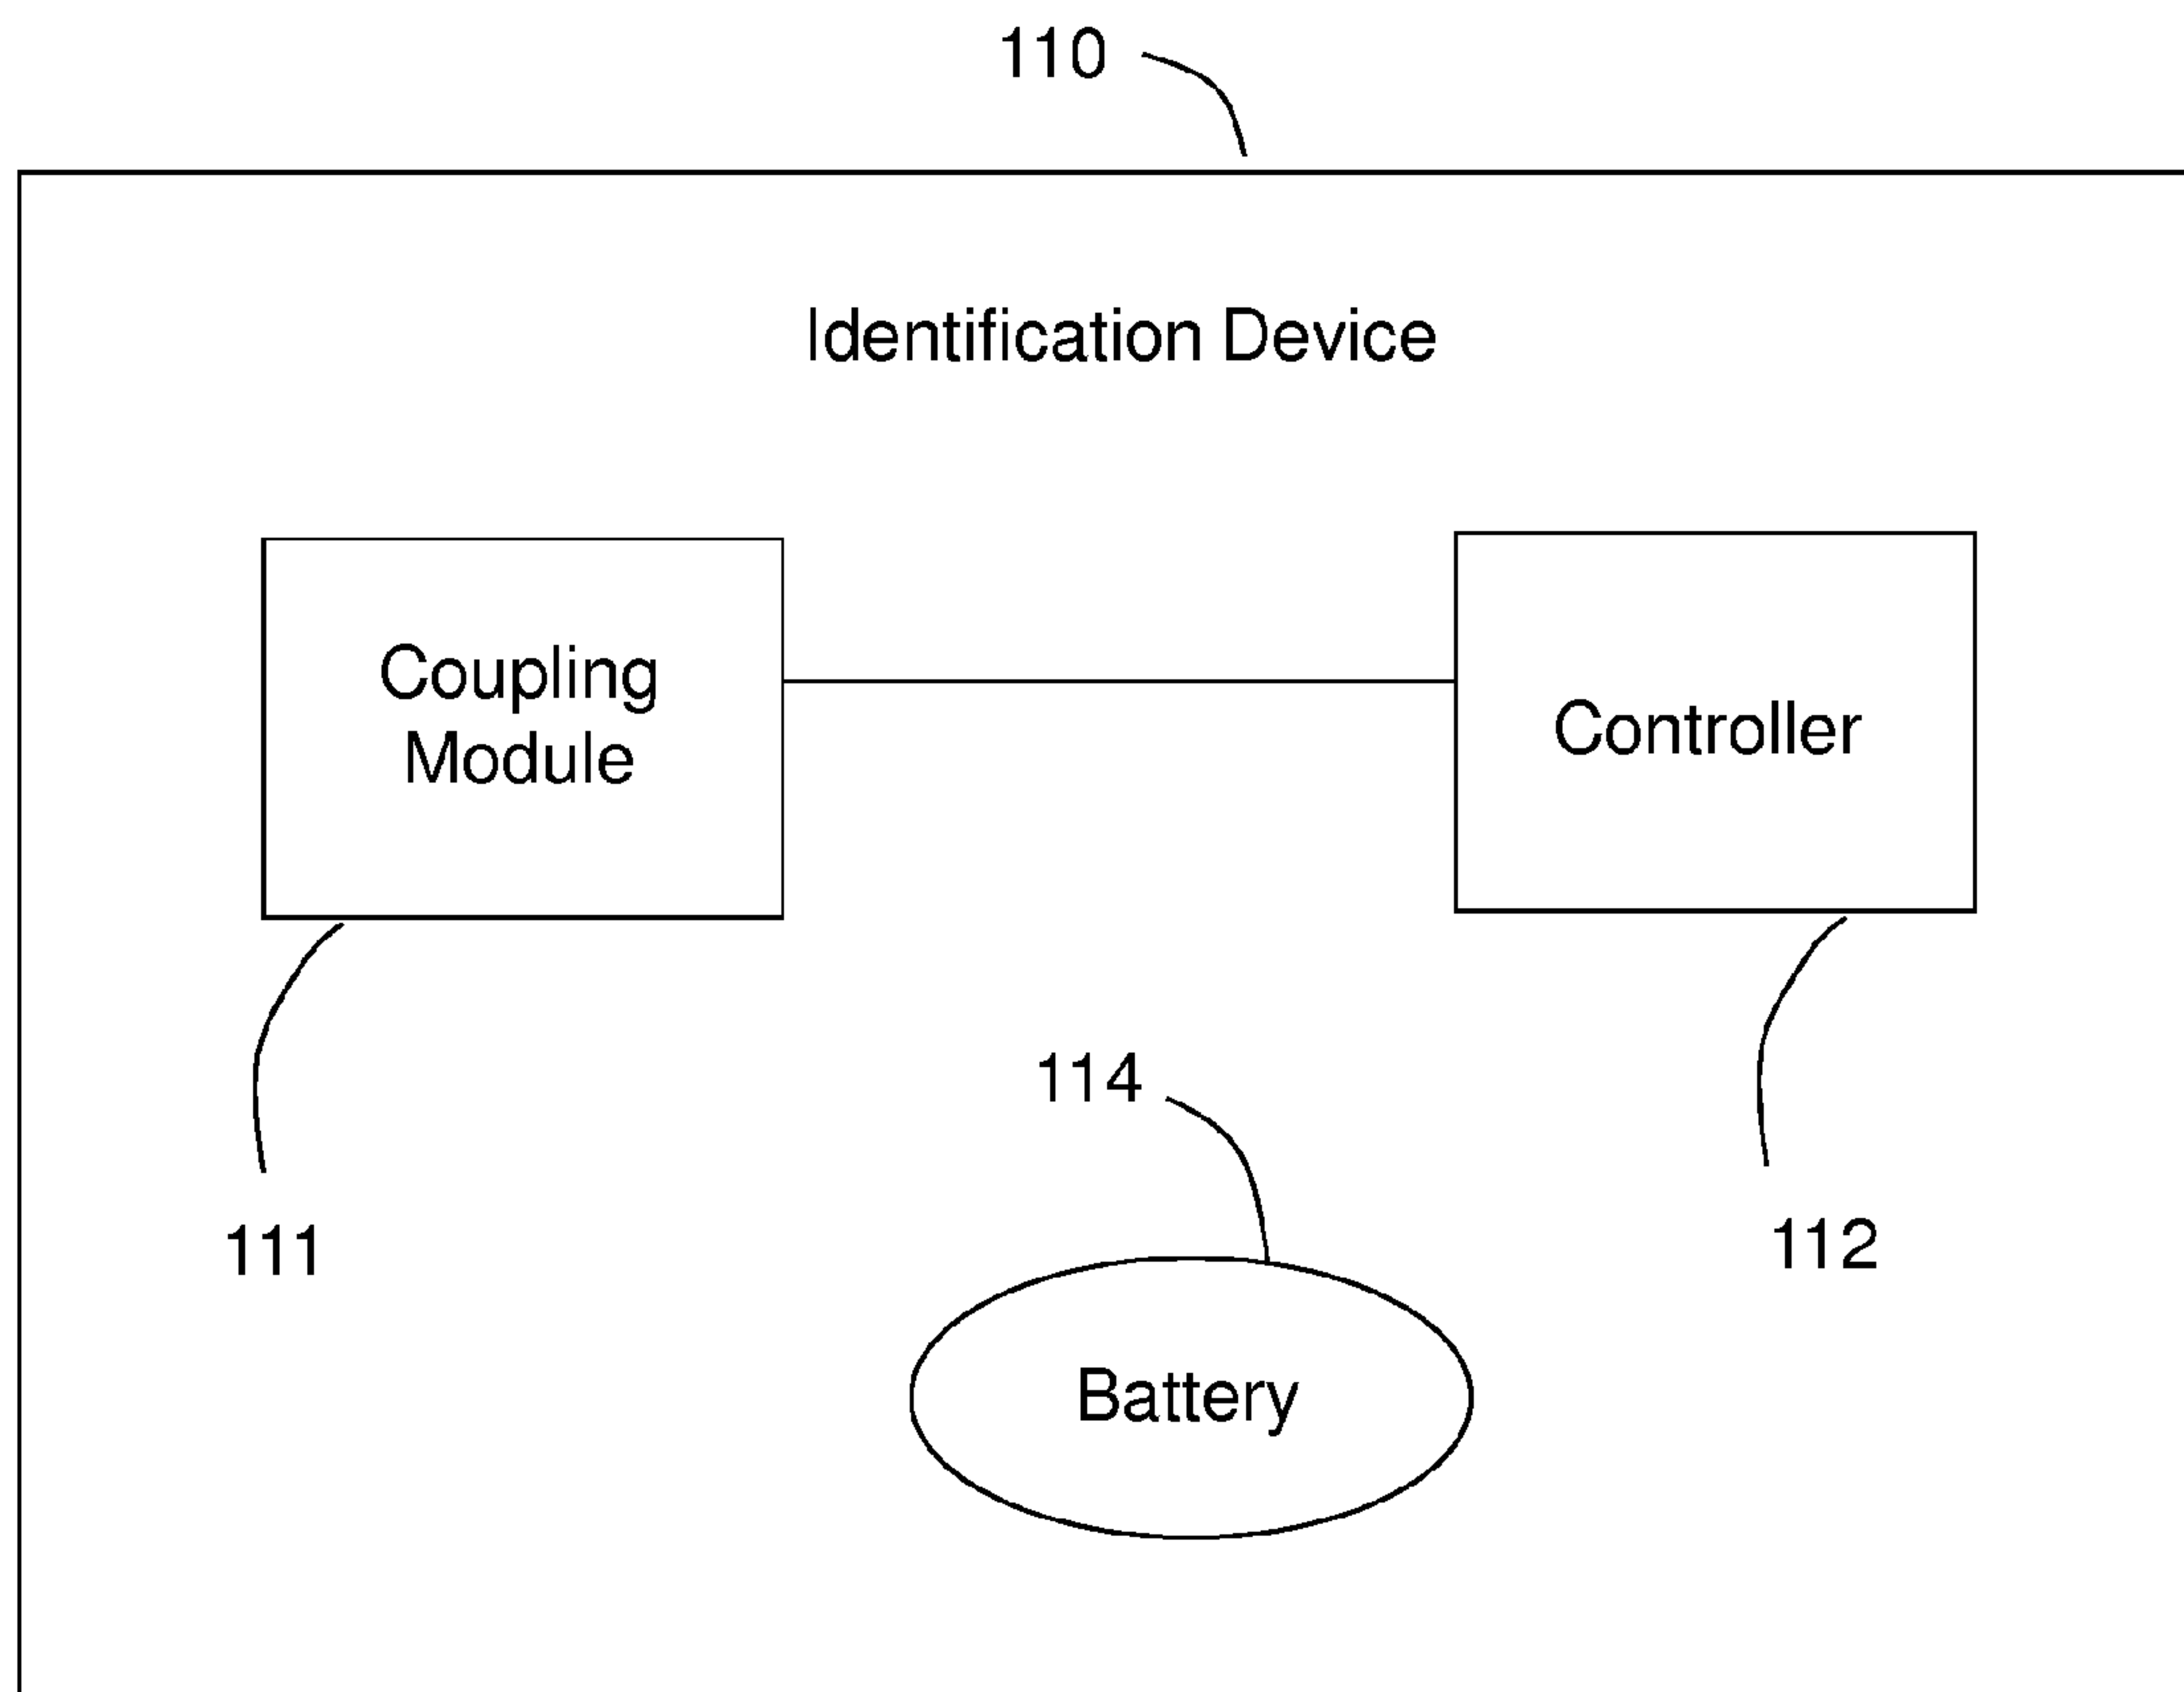 110
Identification Device
Coupling
Module
Controller
114
111
112
Battery